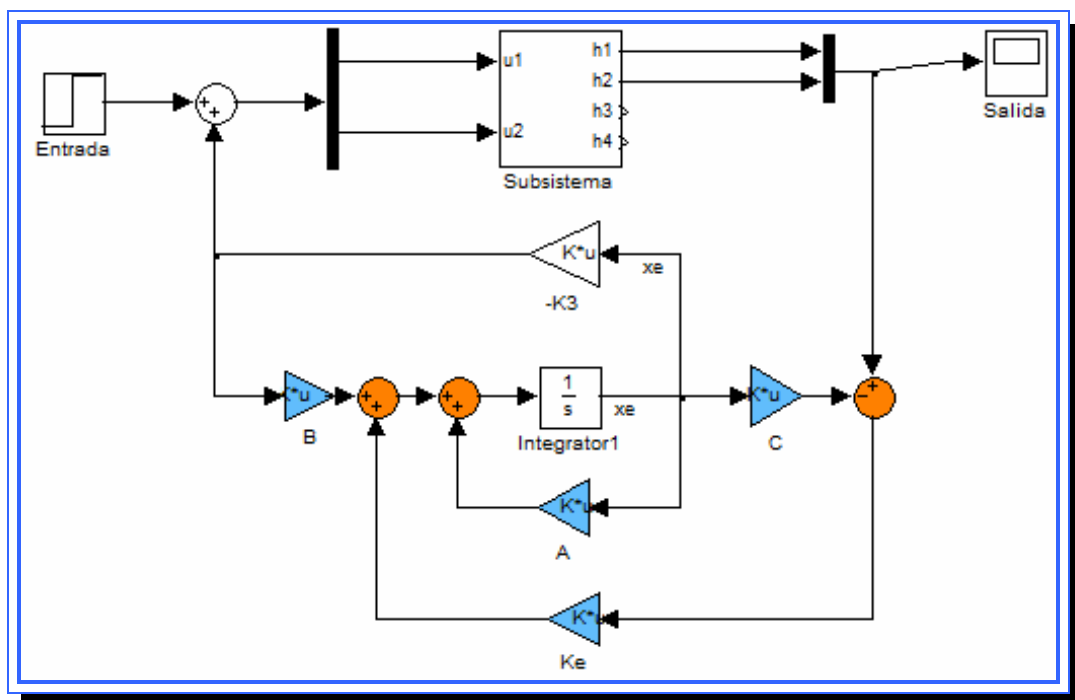 h1
u1
h2
h3
u2
h4
Entrada
Subsistema
Salida
K*u
xe
-K3
K*u
1
s
xe
K*u
B
Integrator1
C
K*u
A
K*u
Ke